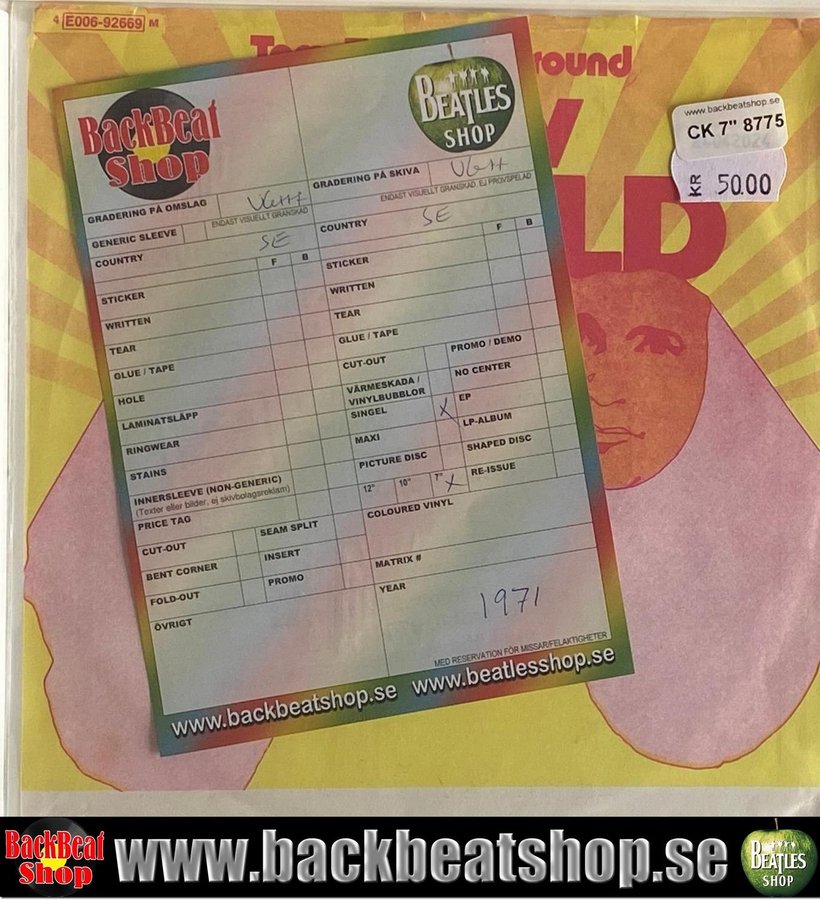 4 E006-92669 M
round
LD
www.backbeatshop.se
CK 7" 8775
KR 50.00
BackBeat
Shop
BEATLES
SHOP
GRADERING PÅ OMSLAG
ENDAST VISUELLT GRANSKAD
GENERIC SLEEVE
COUNTRY SE
F B
STICKER
WRITTEN
TEAR
GLUE / TAPE
HOLE
LAMINATSLÄPP
RINGWEAR
STAINS
INNERSLEEVE (NON-GENERIC)
(Texter eller bilder, ej skivbolagsreklam)
PRICE TAG
CUT-OUT SEAM SPLIT
BENT CORNER INSERT
FOLD-OUT PROMO
ÖVRIGT
GRADERING PÅ SKIVA
ENDAST VISUELLT GRANSKAD, EJ PROVSPELAD
COUNTRY SE
F B
STICKER
WRITTEN
TEAR
GLUE / TAPE
CUT-OUT PROMO / DEMO
VÄRMESKADA /
VINYLBUBBLOR NO CENTER
SINGEL X EP
MAXI LP-ALBUM
PICTURE DISC SHAPED DISC
12" 10" 7" X RE-ISSUE
COLOURED VINYL
MATRIX #
YEAR
1971
MED RESERVATION FÖR MISSAR/FELAKTIGHETER
www.backbeatshop.se www.beatlesshop.se
BackBeat
Shop
www.backbeatshop.se
BEATLES
SHOP